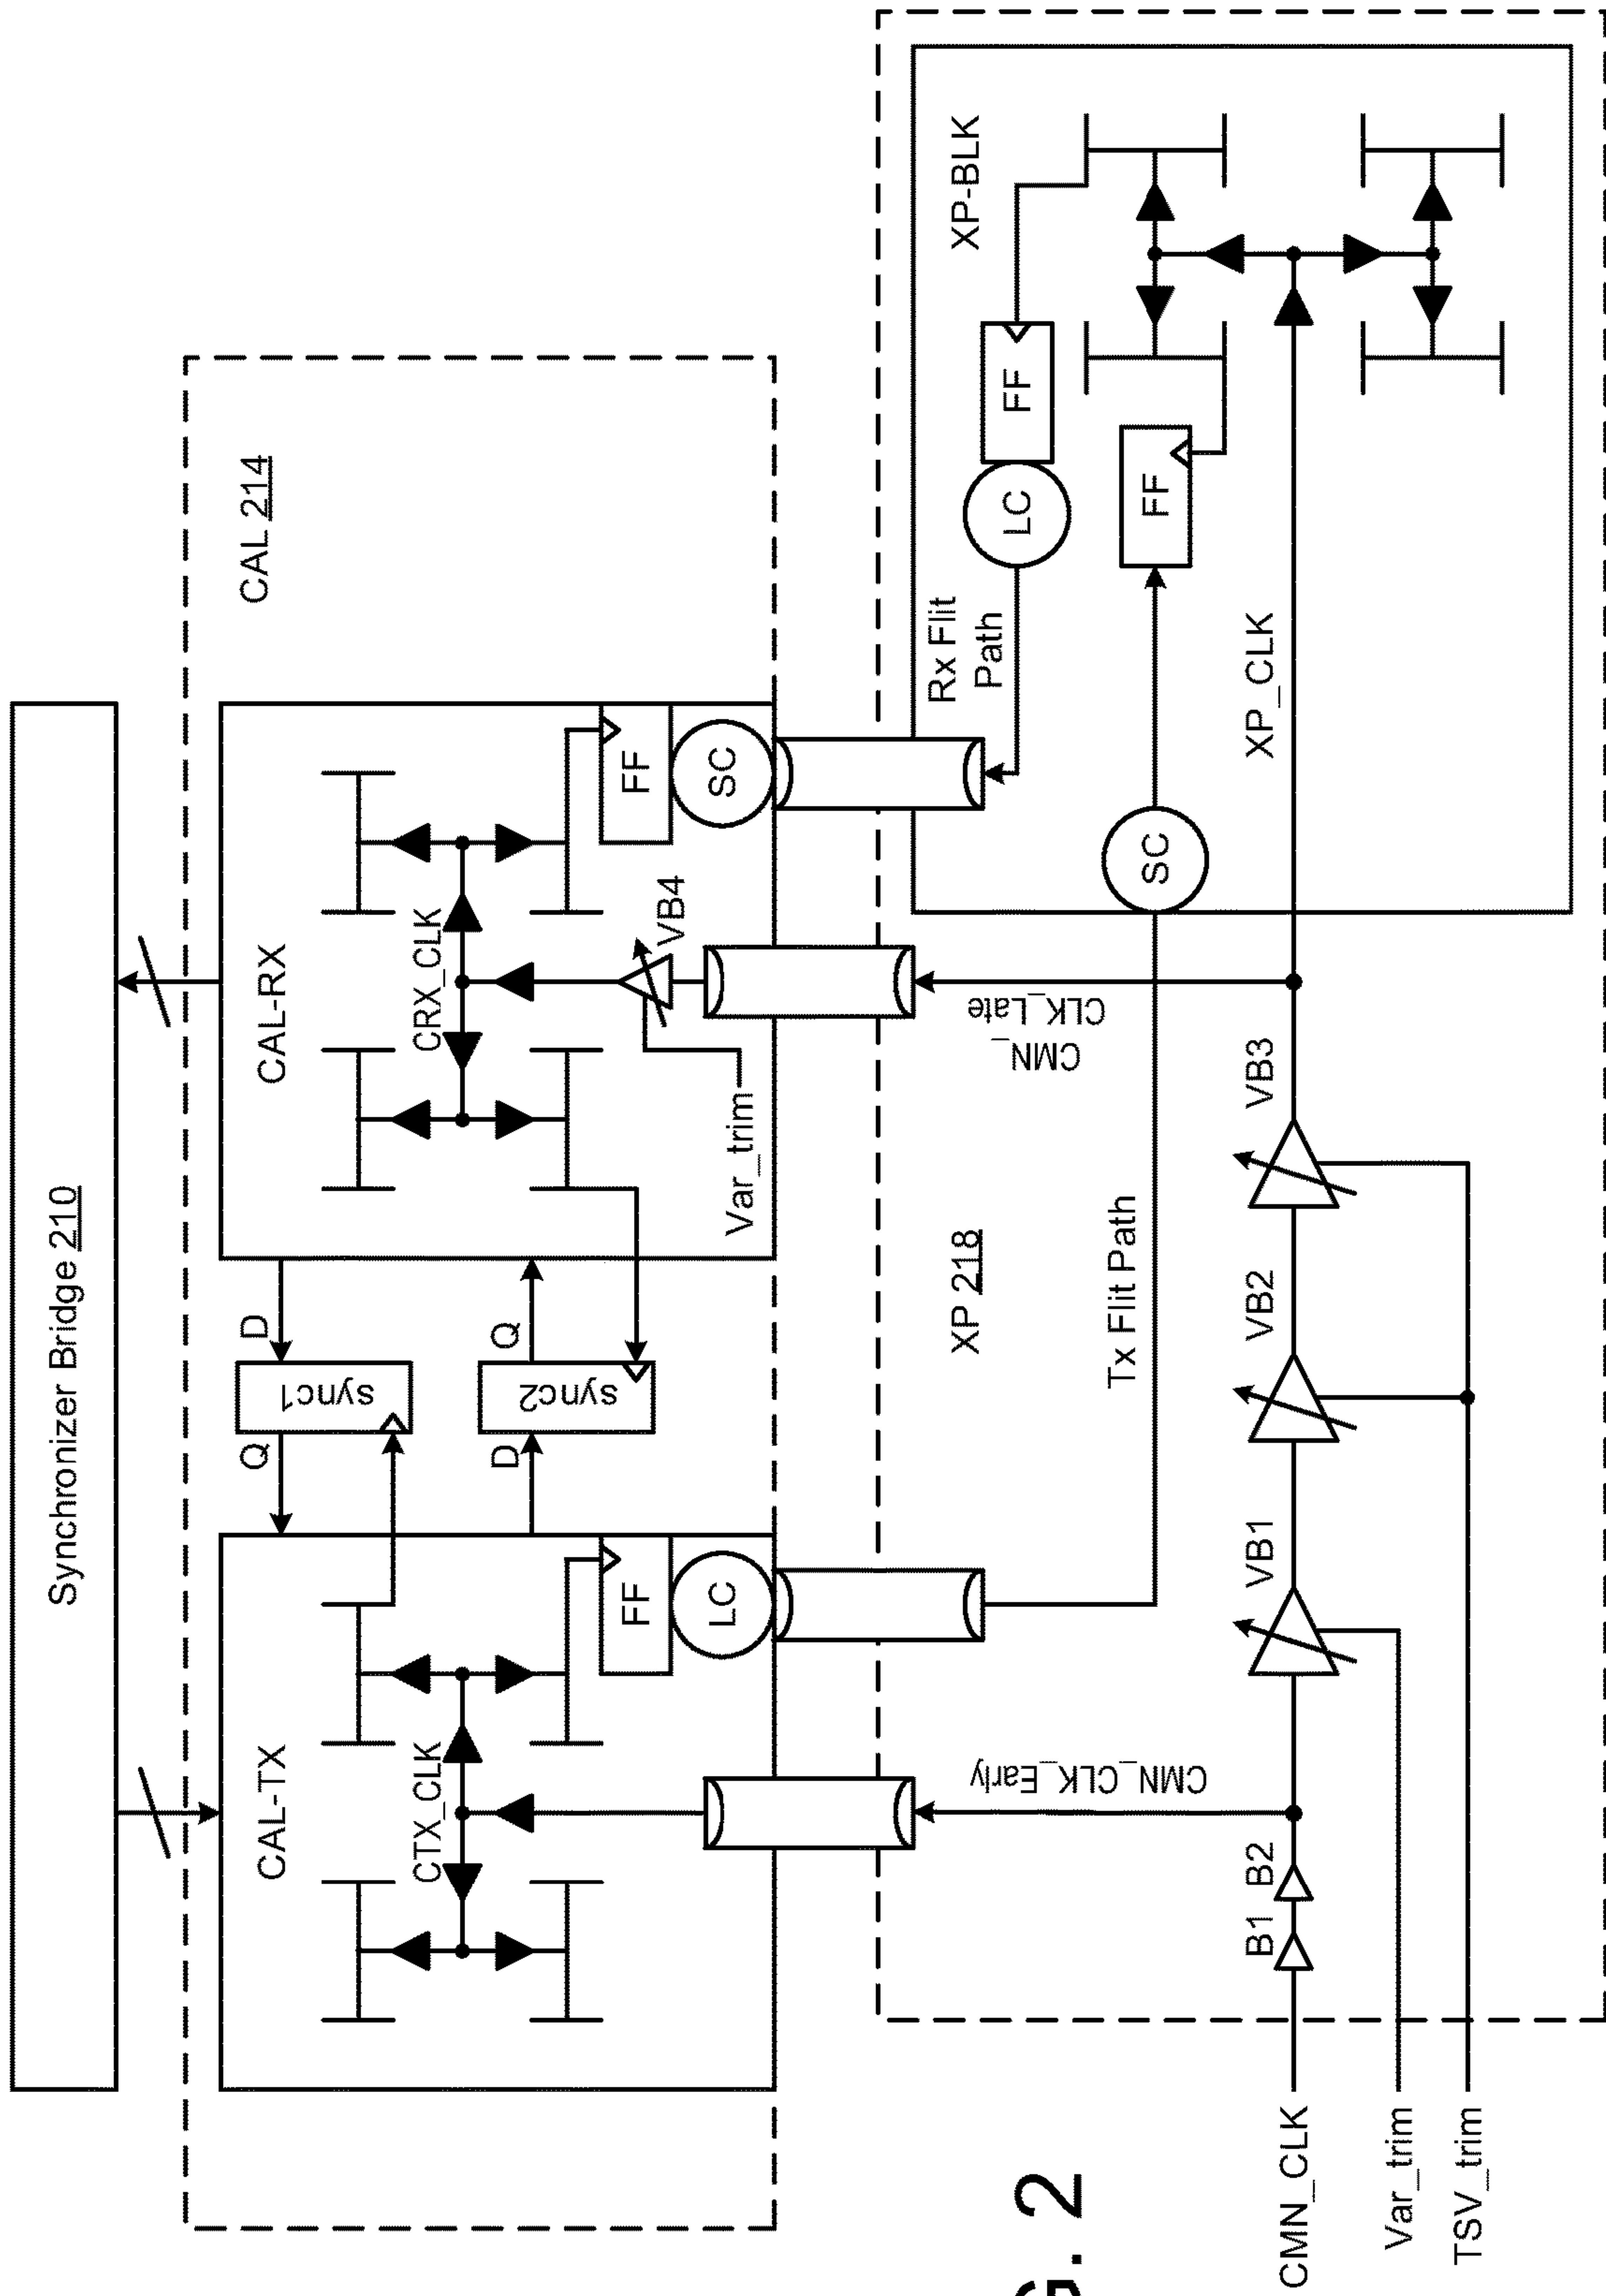 Synchronizer Bridge 210
CAL 214
CAL-TX
CTX_CLK
FF
LC
Q
sync1
D
D
sync2
Q
CAL-RX
CRX_CLK
VB4
Var_trim
FF
SC
XP 218
CMN_CLK_Early
CMN_
CLK_Late
Tx Flit Path
Rx Flit
Path
XP-BLK
LC
FF
SC
FF
XP_CLK
B1
B2
VB1
VB2
VB3
CMN_CLK
Var_trim
TSV_trim
G. 2